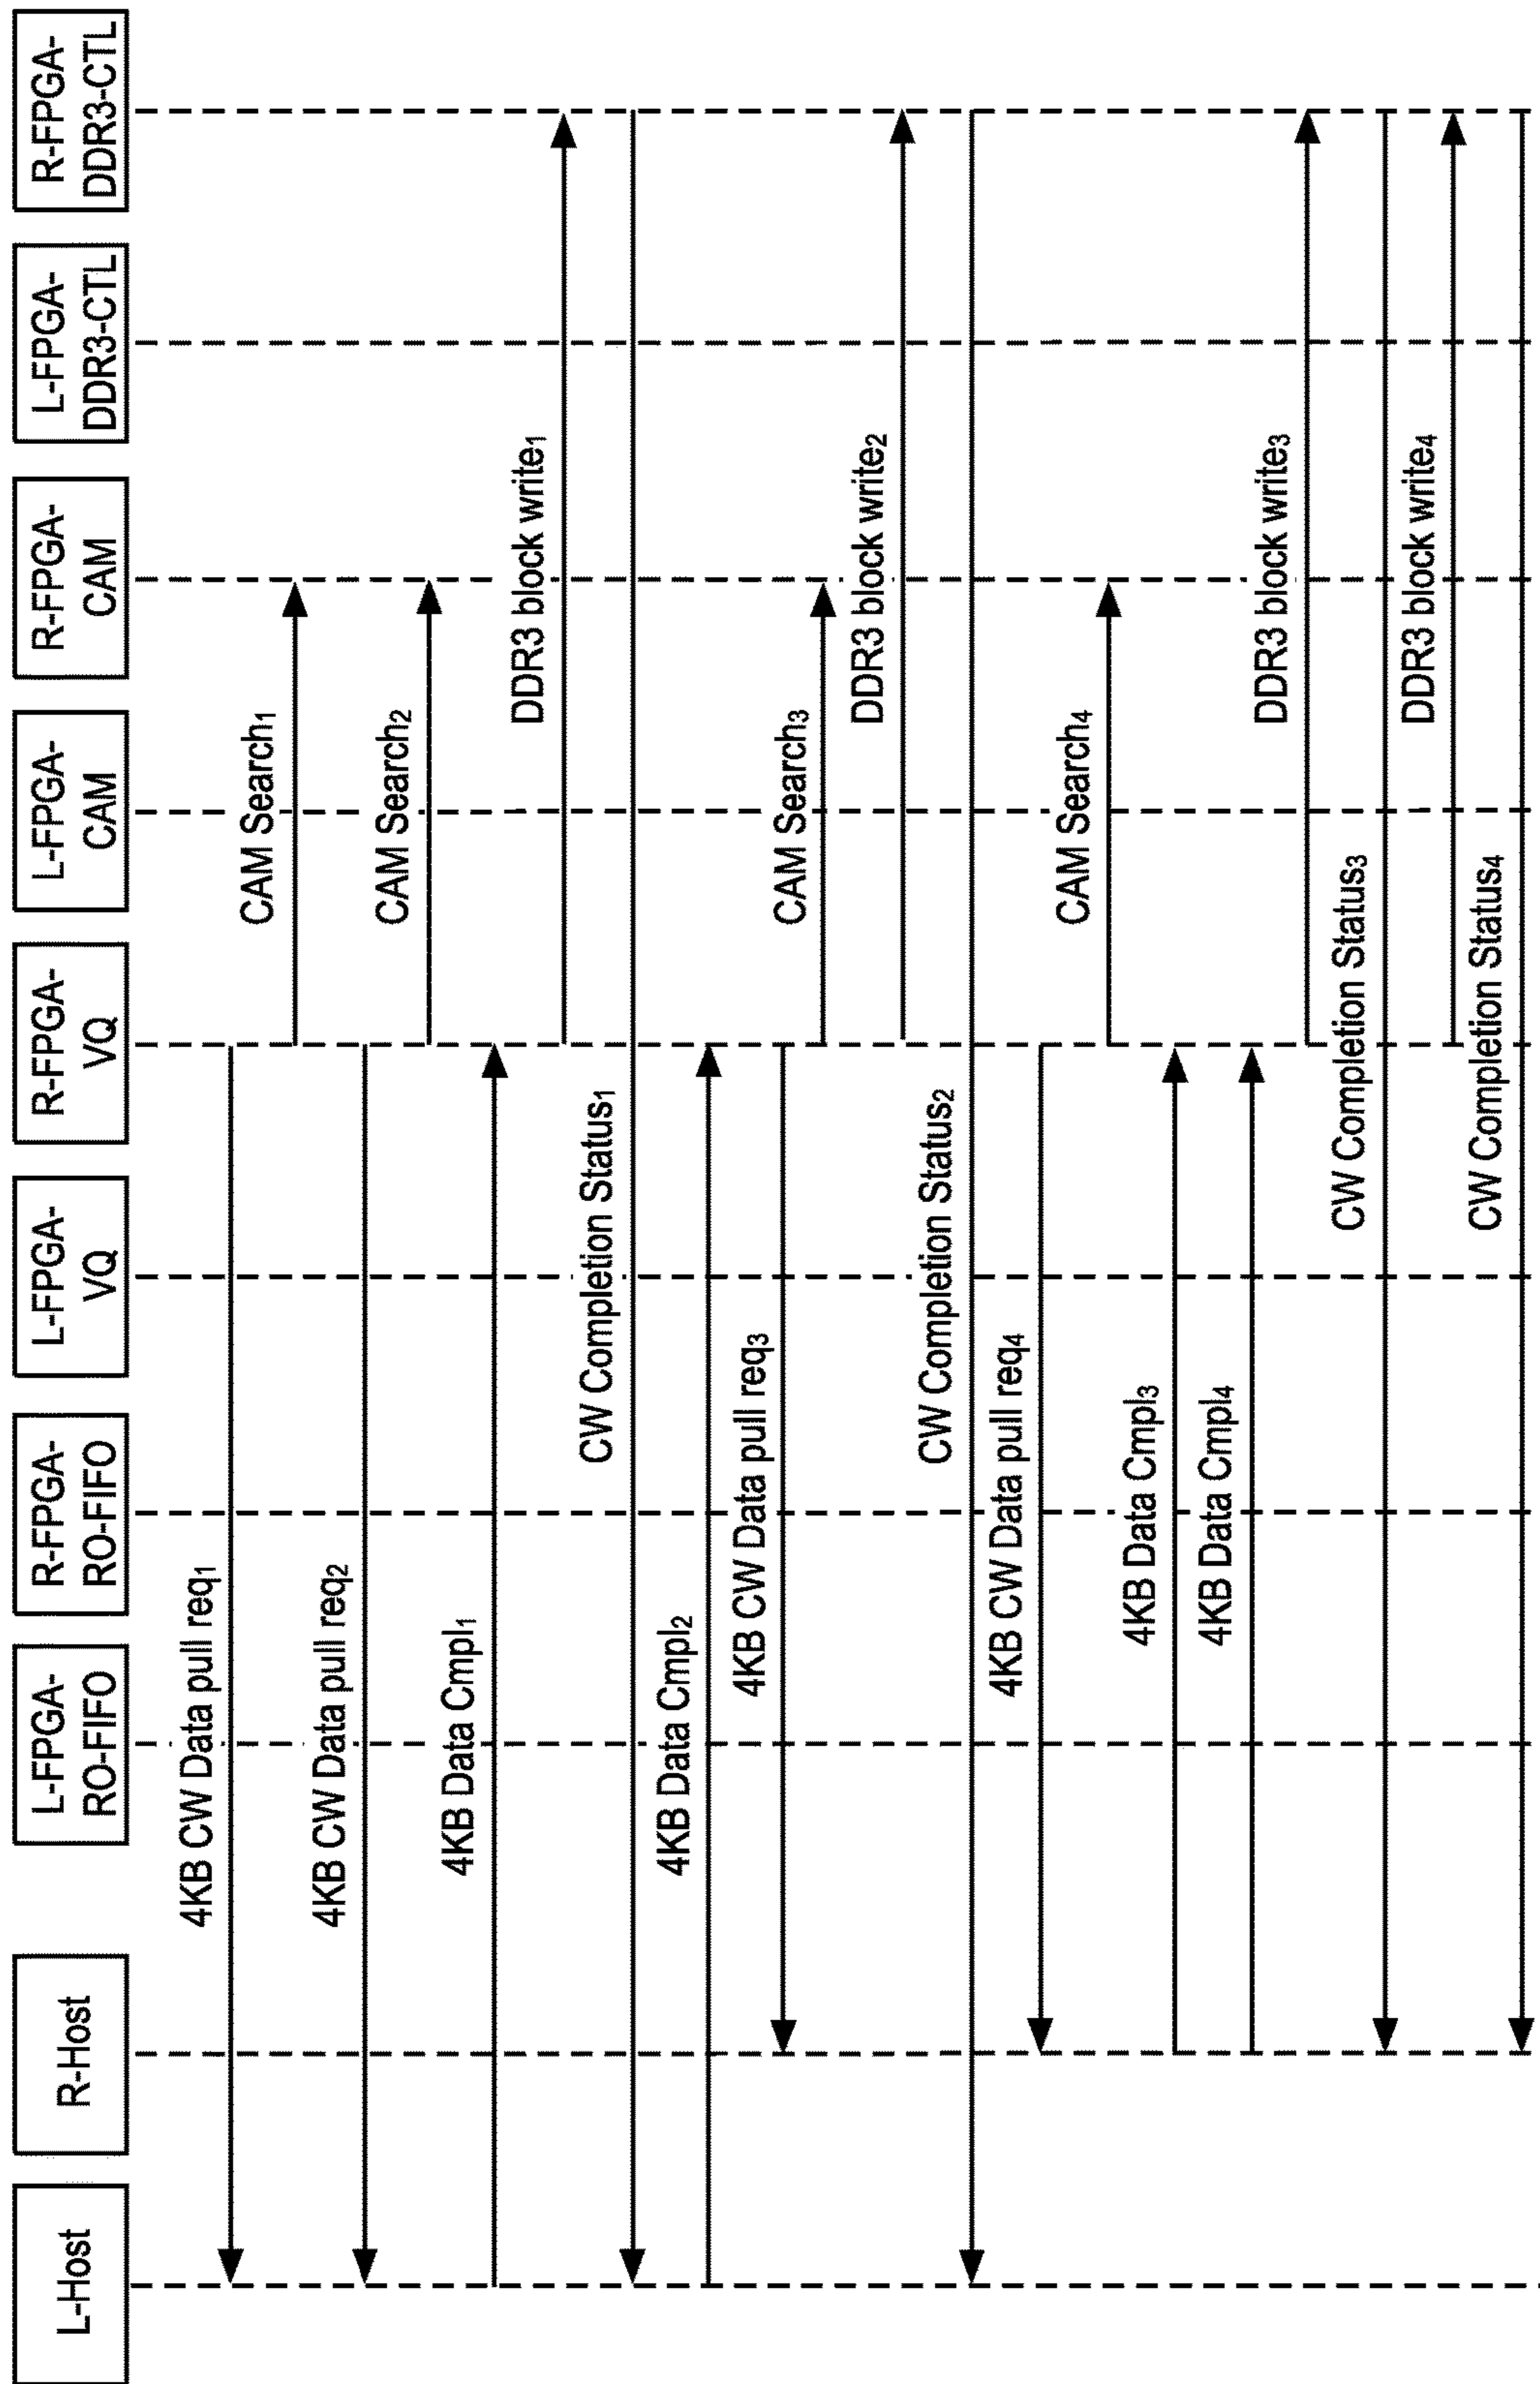 L-Host
R-Host
L-FPGA-
RO-FIFO
R-FPGA-
RO-FIFO
L-FPGA-
VQ
R-FPGA-
VQ
L-FPGA-
CAM
R-FPGA-
CAM
L-FPGA-
DDR3-CTL
R-FPGA-
DDR3-CTL
4KB CW Data pull req₁
CAM Search₁
4KB CW Data pull req₂
CAM Search₂
4KB Data Cmpl₁
DDR3 block write₁
CW Completion Status₁
4KB Data Cmpl₂
4KB CW Data pull req₃
CAM Search₃
DDR3 block write₂
CW Completion Status₂
4KB CW Data pull req₄
CAM Search₄
4KB Data Cmpl₃
4KB Data Cmpl₄
DDR3 block write₃
CW Completion Status₃
DDR3 block write₄
CW Completion Status₄